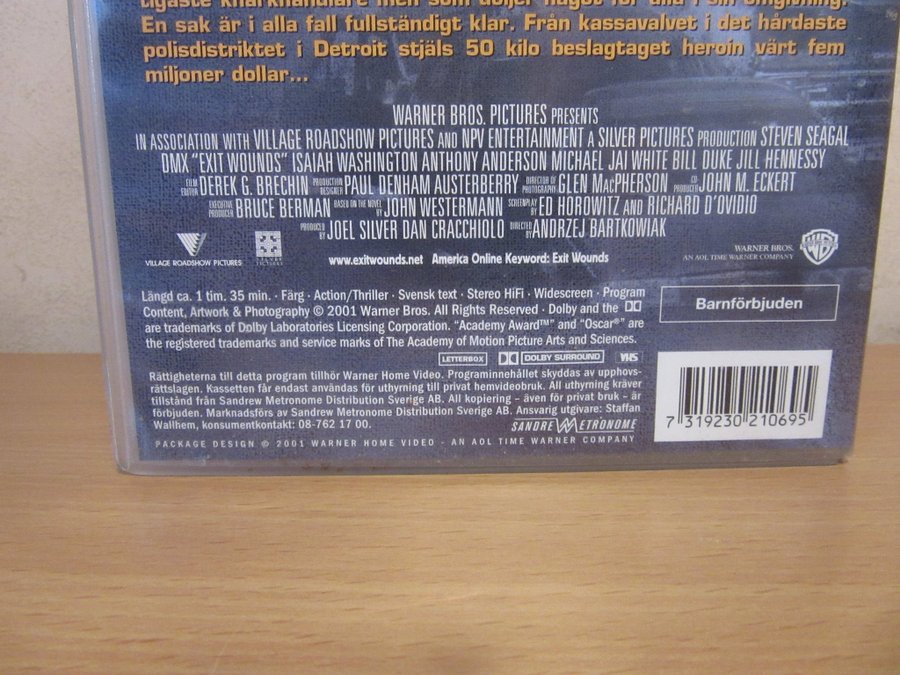 tigaste knarkhandlare men som döljer något för alla i sin omgivning.
En sak är i alla fall fullständigt klar. Från kassavalvet i det hårdaste
polisdistriktet i Detroit stjäls 50 kilo beslagtaget heroin värt fem
miljoner dollar...
WARNER BROS. PICTURES PRESENTS
IN ASSOCIATION WITH VILLAGE ROADSHOW PICTURES AND NPV ENTERTAINMENT A SILVER PICTURES PRODUCTION STEVEN SEAGAL
DMX "EXIT WOUNDS" ISAIAH WASHINGTON ANTHONY ANDERSON MICHAEL JAI WHITE BILL DUKE JILL HENNESSY
FILM EDITOR DEREK G. BRECHIN PRODUCTION DESIGNER PAUL DENHAM AUSTERBERRY DIRECTOR OF PHOTOGRAPHY GLEN MACPHERSON CO-PRODUCER JOHN M. ECKERT
EXECUTIVE PRODUCER BRUCE BERMAN BASED ON THE NOVEL BY JOHN WESTERMANN SCREENPLAY BY ED HOROWITZ AND RICHARD D'OVIDIO
PRODUCED BY JOEL SILVER DAN CRACCHIOLO DIRECTED BY ANDRZEJ BARTKOWIAK
VILLAGE ROADSHOW PICTURES
SILVER PICTURES
www.exitwounds.net America Online Keyword: Exit Wounds
WARNER BROS.
AN AOL TIME WARNER COMPANY
WB
Längd ca. 1 tim. 35 min. · Färg · Action/Thriller · Svensk text · Stereo HiFi · Widescreen · Program
Content, Artwork & Photography © 2001 Warner Bros. All Rights Reserved · Dolby and the
are trademarks of Dolby Laboratories Licensing Corporation. "Academy Award™" and "Oscar®" are
the registered trademarks and service marks of The Academy of Motion Picture Arts and Sciences.
Barnförbjuden
LETTERBOX DOLBY SURROUND VHS
Rättigheterna till detta program tillhör Warner Home Video. Programinnehållet skyddas av upphovs-
rättslagen. Kassetten får endast användas för uthyrning till privat hemvideobruk. All uthyrning kräver
tillstånd från Sandrew Metronome Distribution Sverige AB. All kopiering - även för privat bruk - är
förbjuden. Marknadsförs av Sandrew Metronome Distribution Sverige AB. Ansvarig utgivare: Staffan
Wallhem, konsumentkontakt: 08-762 17 00.
SANDREW METRONOME
PACKAGE DESIGN © 2001 WARNER HOME VIDEO · AN AOL TIME WARNER COMPANY
7 319230 210695